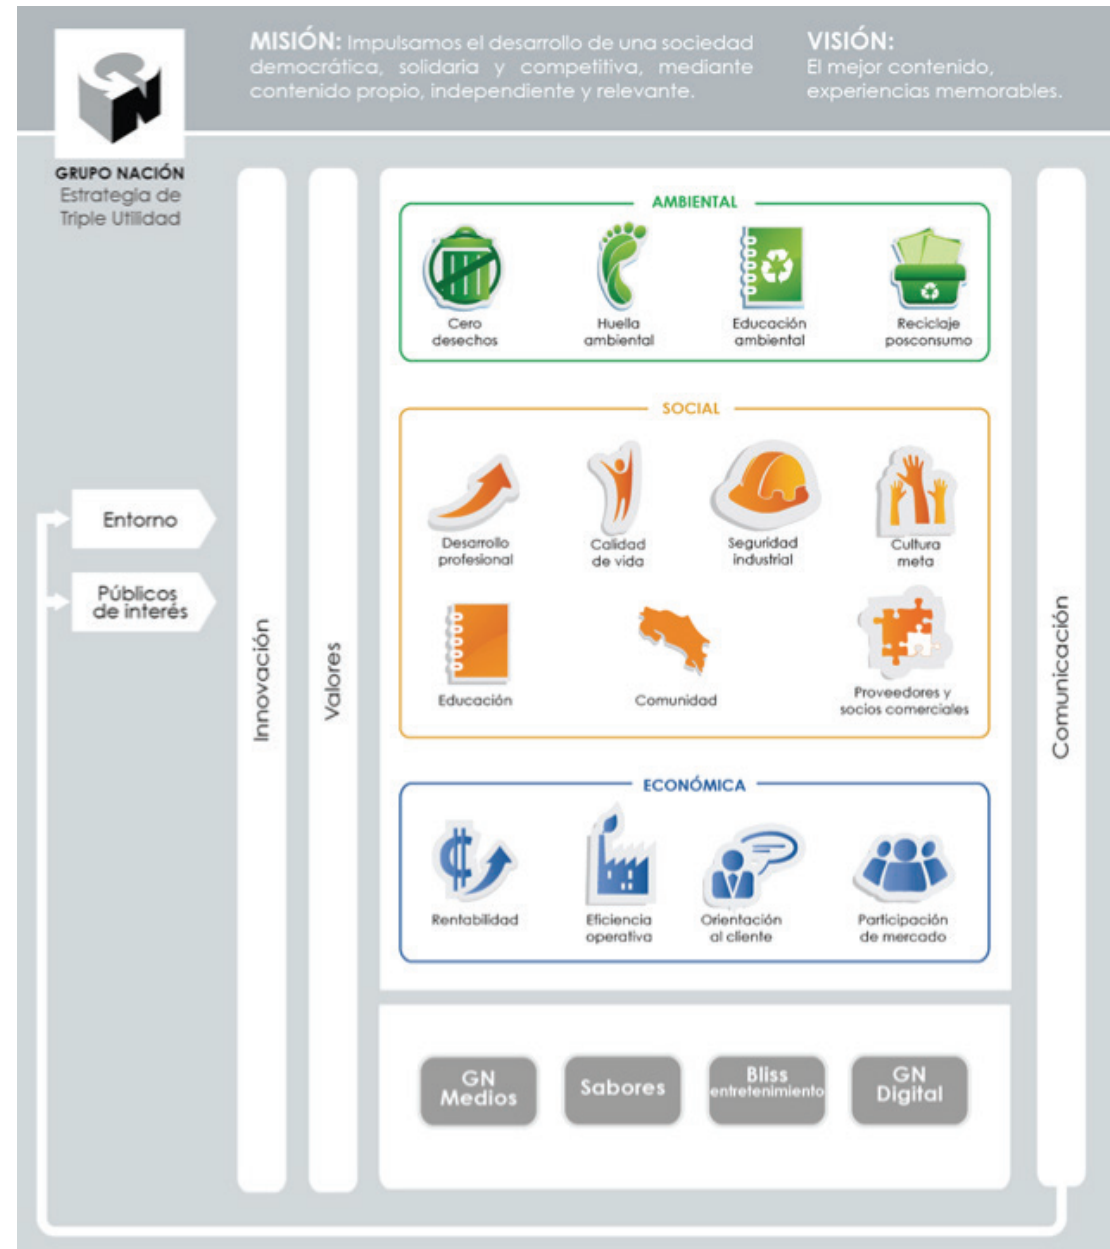 MISIÓN: Impulsamos el desarrollo de una sociedad
democrática, solidaria y competitiva, mediante
contenido propio, independiente y relevante.
VISIÓN:
El mejor contenido,
experiencias memorables.
GRUPO NACIÓN
Estrategia de
Triple Utilidad
Entorno
Públicos
de interés
Innovación
Valores
AMBIENTAL
Cero
desechos
Huella
ambiental
Educación
ambiental
Reciclaje
posconsumo
SOCIAL
Desarrollo
profesional
Calidad
de vida
Seguridad
industrial
Cultura
meta
Educación
Comunidad
Proveedores y
socios comerciales
ECONÓMICA
Rentabilidad
Eficiencia
operativa
Orientación
al cliente
Participación
de mercado
GN
Medios
Sabores
Bliss
entretenimiento
GN
Digital
Comunicación